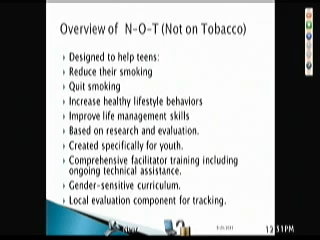 Overview of N-O-T (Not on Tobacco)
Designed to help teens:
Reduce their smoking
Quit smoking
Increase healthy lifestyle behaviors
Improve life management skills
Based on research and evaluation.
Created specifically for youth.
Comprehensive facilitator training including
ongoing technical assistance.
Gender-sensitive curriculum.
Local evaluation component for tracking.